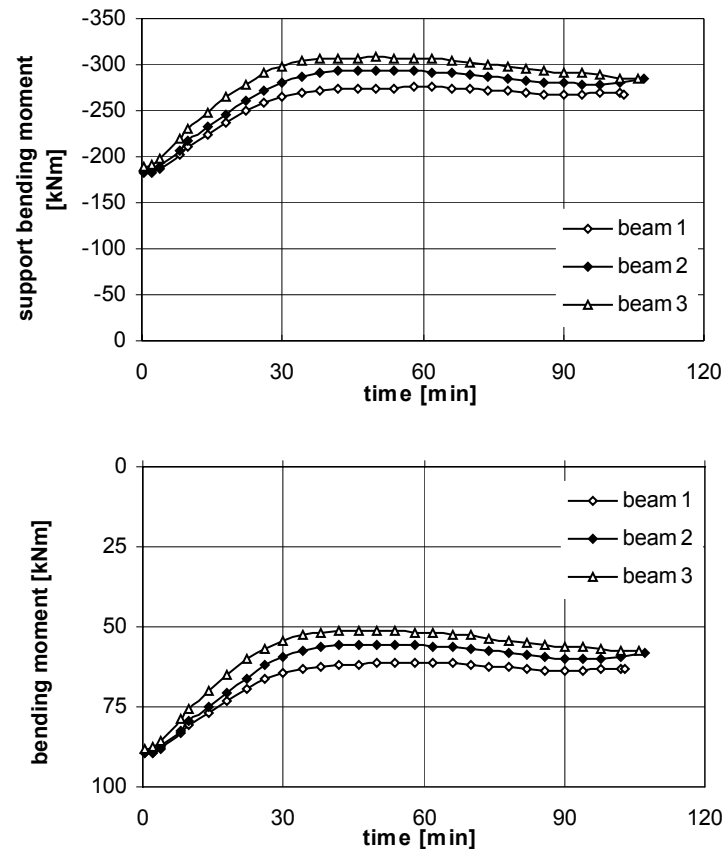 -350
-300
-250
-200
-150
-100
-50
0
support bending moment
[kNm]
beam 1
beam 2
beam 3
0
30
60
90
120
time [min]
0
25
50
75
100
bending moment [kNm]
beam 1
beam 2
beam 3
0
30
60
90
120
time [min]